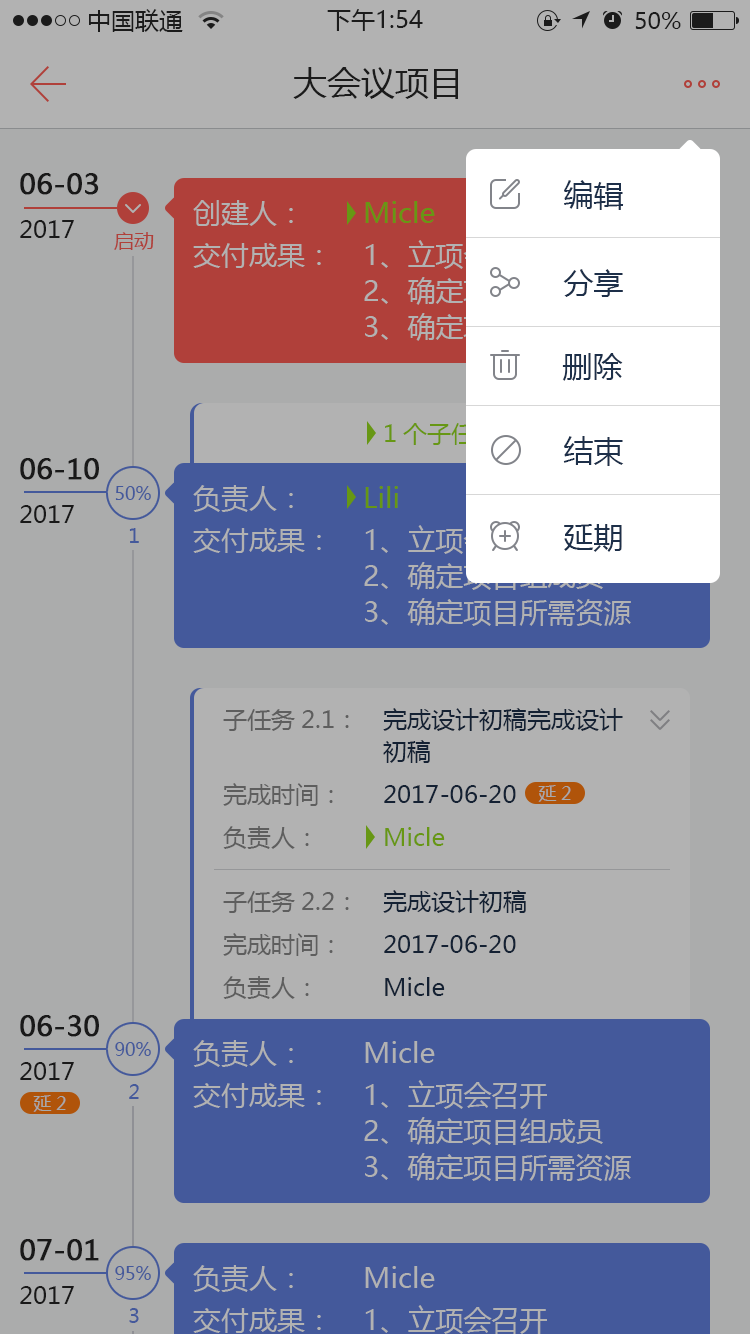 中国联通
下午1:54
50%
大会议项目
编辑
分享
删除
结束
延期
06-03
2017
启动
创建人：
Micle
交付成果：
1、立项
2、确定
3、确定
1 个子任
06-10
2017
50%
1
负责人：
Lili
交付成果：
1、立项
2、确定项目组成员
3、确定项目所需资源
子任务 2.1：
完成设计初稿完成设计
初稿
完成时间：
2017-06-20
延 2
负责人：
Micle
子任务 2.2：
完成设计初稿
完成时间：
2017-06-20
负责人：
Micle
06-30
2017
延 2
90%
2
负责人：
Micle
交付成果：
1、立项会召开
2、确定项目组成员
3、确定项目所需资源
07-01
2017
95%
3
负责人：
Micle
交付成果：
1、立项会召开